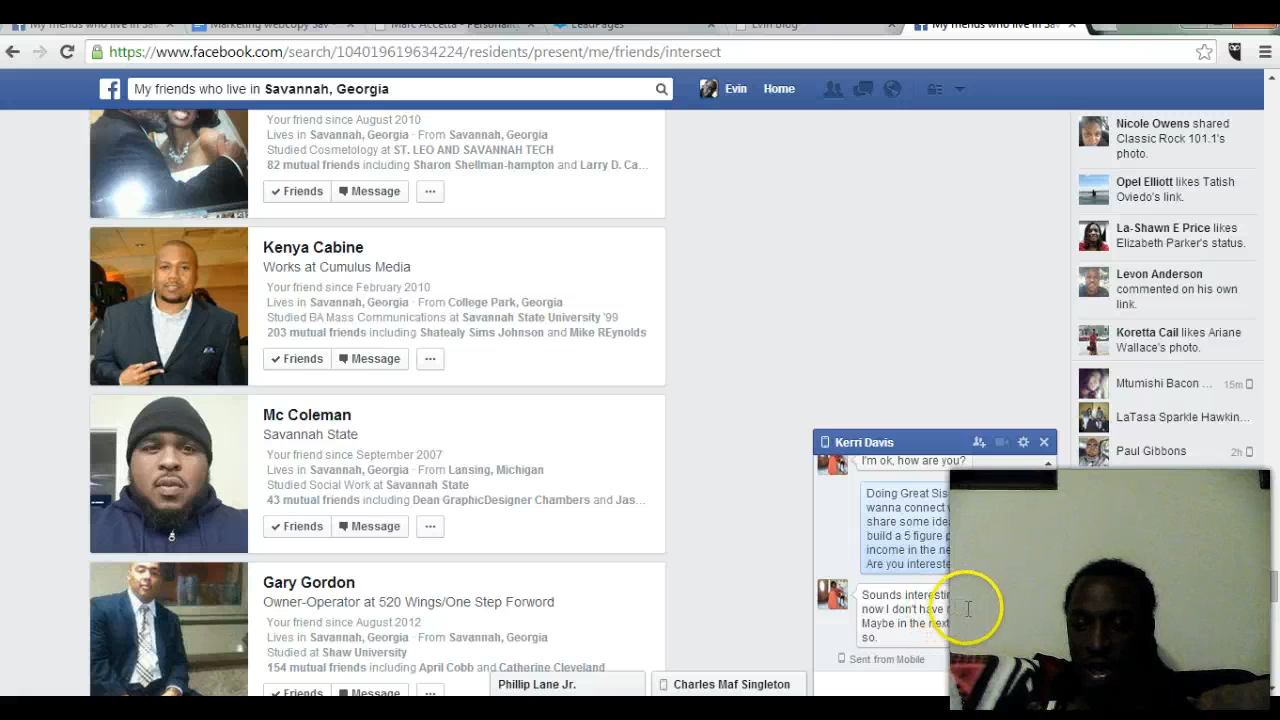 My friends who live in Sav
Marketing webcopy Sav
Marc Accetta - Personalit
LeadPages
Evin Blog
My friends who live in Sav
https://www.facebook.com/search/104019619634224/residents/present/me/friends/intersect
My friends who live in Savannah, Georgia
Evin
Home
Your friend since August 2010
Lives in Savannah, Georgia · From Savannah, Georgia
Studied Cosmetology at ST. LEO AND SAVANNAH TECH
82 mutual friends including Sharon Shellman-hampton and Larry D. Ca...
Friends
Message
...
Kenya Cabine
Works at Cumulus Media
Your friend since February 2010
Lives in Savannah, Georgia · From College Park, Georgia
Studied BA Mass Communications at Savannah State University '99
203 mutual friends including Shatealy Sims Johnson and Mike REynolds
Friends
Message
...
Mc Coleman
Savannah State
Your friend since September 2007
Lives in Savannah, Georgia · From Lansing, Michigan
Studied Social Work at Savannah State
43 mutual friends including Dean GraphicDesigner Chambers and Jas...
Friends
Message
...
Gary Gordon
Owner-Operator at 520 Wings/One Step Forward
Your friend since August 2012
Lives in Savannah, Georgia · From Savannah, Georgia
Studied at Shaw University
154 mutual friends including April Cobb and Catherine Cleveland
Friends
Message
...
Phillip Lane Jr.
Charles Maf Singleton
Nicole Owens shared
Classic Rock 101.1's
photo.
Opel Elliott likes Tatish
Oviedo's link.
La-Shawn E Price likes
Elizabeth Parker's status.
Levon Anderson
commented on his own
link.
Koretta Cail likes Ariane
Wallace's photo.
Mtumishi Bacon ... 15m
LaTasa Sparkle Hawkin...
Paul Gibbons 2h
Kerri Davis
I'm ok, how are you?
Doing Great Sis
wanna connect
share some idea
build a 5 figure p
income in the ne
Are you intereste
Sounds interestin
now I don't have
Maybe in the next
so.
Sent from Mobile